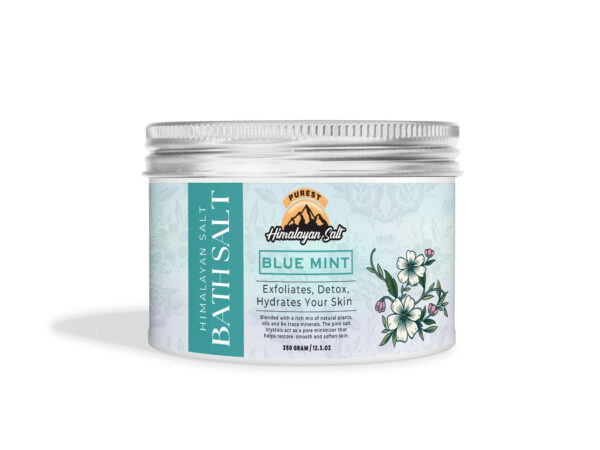 HIMALAYAN SALT
BATH SALT
PUREST
Himalayan Salt
BLUE MINT
Exfoliates, Detox,
Hydrates Your Skin
Blended with a rich mix of natural plants,
oils and 84 trace minerals. The pink salt
crystals act as a pore minimizer that
helps restore, smooth and soften skin.
350 GRAM / 12.3.OZ